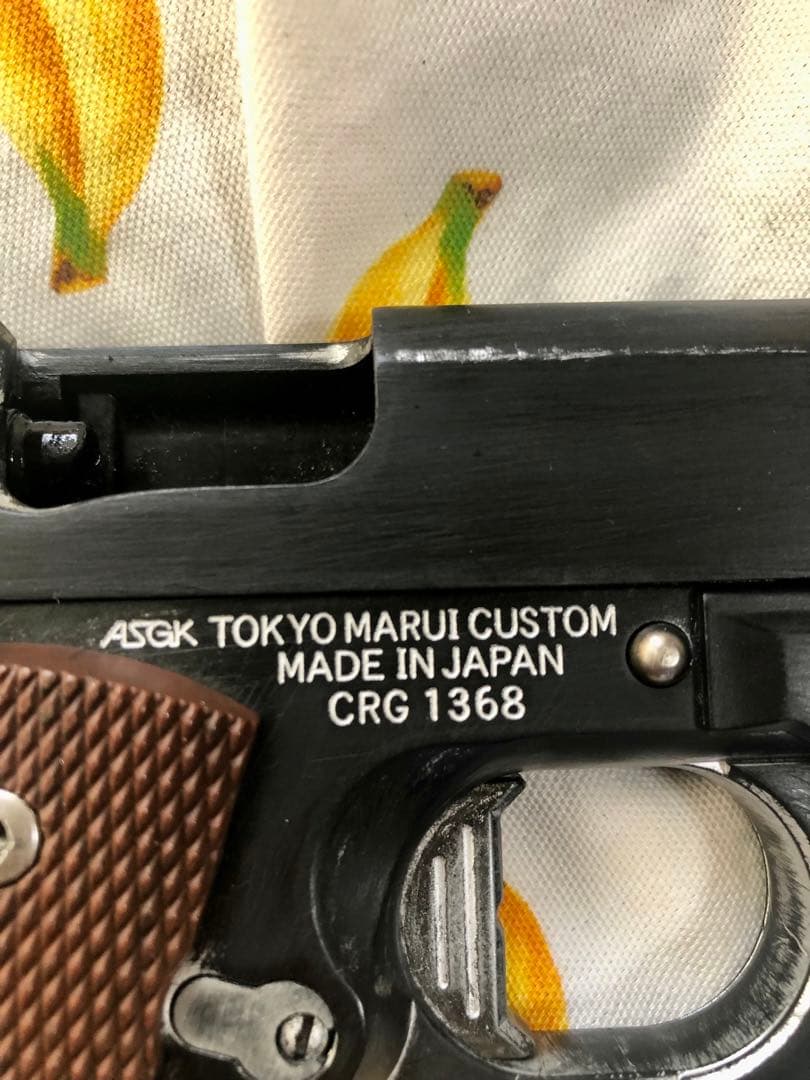 ASGK TOKYO MARUI CUSTOM
MADE IN JAPAN
CRG 1368